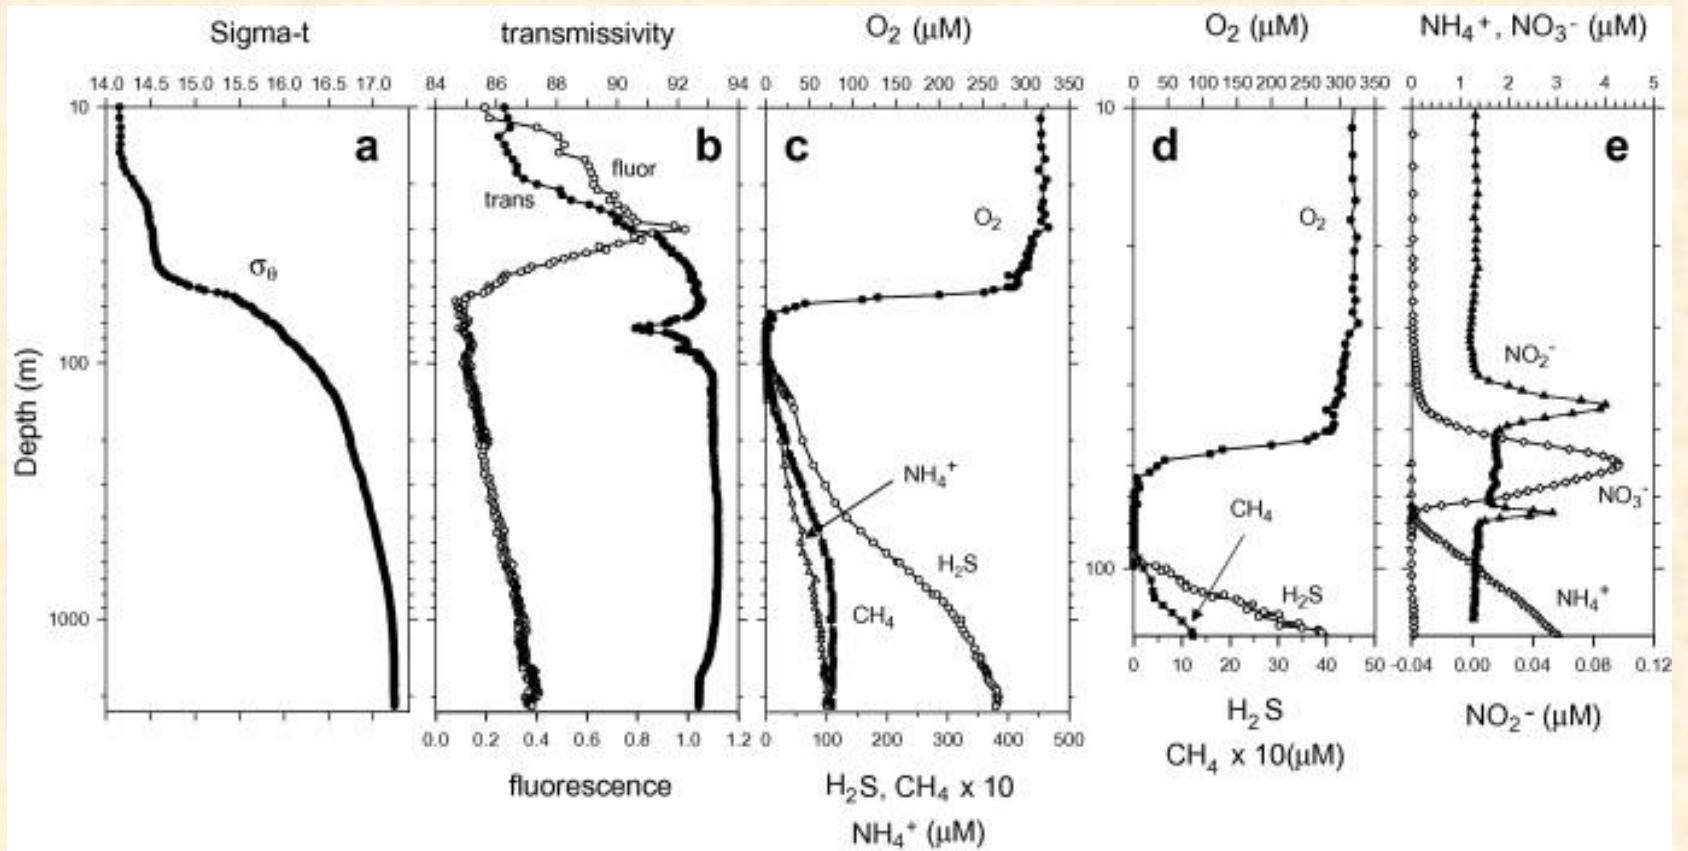 Sigma-t
transmissivity
O₂ (μM)
O₂ (μM)
NH₄⁺, NO₃⁻ (μM)
14.0 14.5 15.0 15.5 16.0 16.5 17.0
84 86 88 90 92 94
0 50 100 150 200 250 300 350
0 50 100 150 200 250 300 350
0 1 2 3 4 5
10
a
b
c
10
d
e
fluor
trans
σθ
O₂
O₂
NO₂⁻
NO₃⁻
100
NH₄⁺
CH₄
Depth (m)
H₂S
100
H₂S
NH₄⁺
CH₄
1000
0 10 20 30 40 50
-0.04 0.00 0.04 0.08 0.12
H₂S
CH₄ x 10(μM)
NO₂⁻ (μM)
0.0 0.2 0.4 0.6 0.8 1.0 1.2
0 100 200 300 400 500
fluorescence
H₂S, CH₄ x 10
NH₄⁺ (μM)